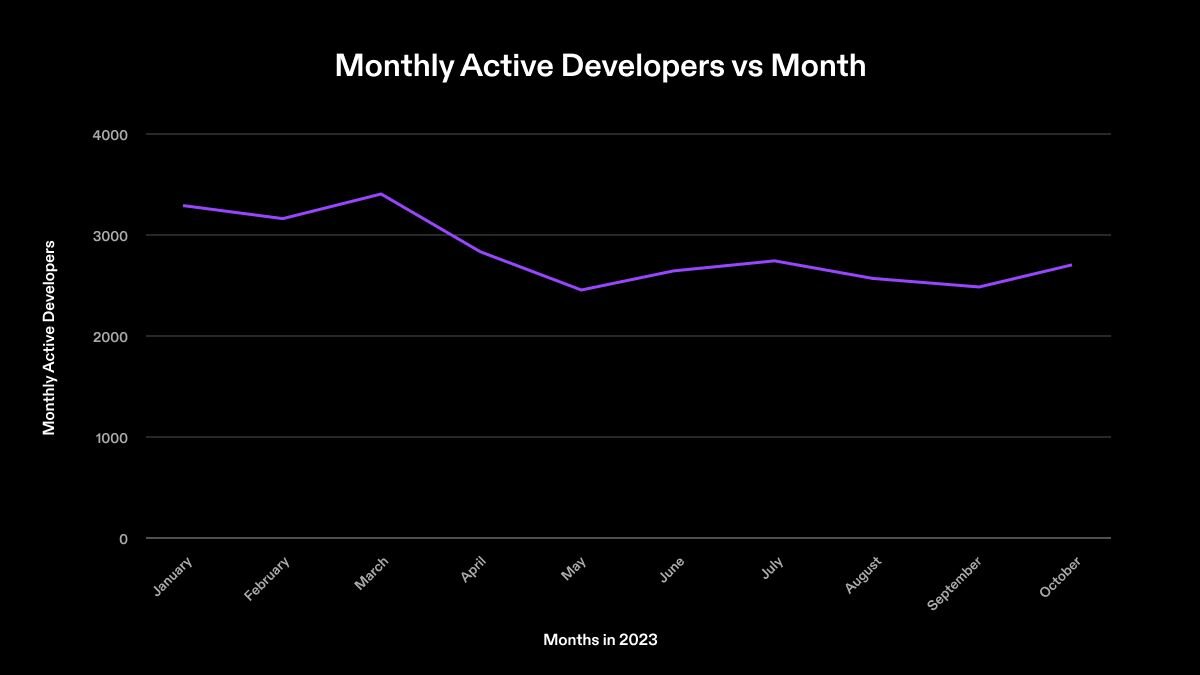 Monthly Active Developers vs Month
4000
3000
2000
1000
0
Monthly Active Developers
January
February
March
April
May
June
July
August
September
October
Months in 2023